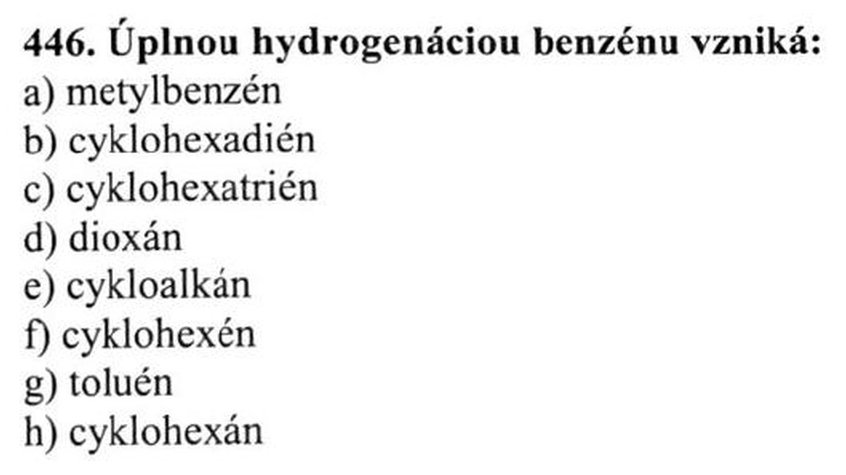 446. Úplnou hydrogenáciou benzénu vzniká:
a) metylbenzén
b) cyklohexadién
c) cyklohexatrién
d) dioxán
e) cykloalkán
f) cyklohexén
g) toluén
h) cyklohexán